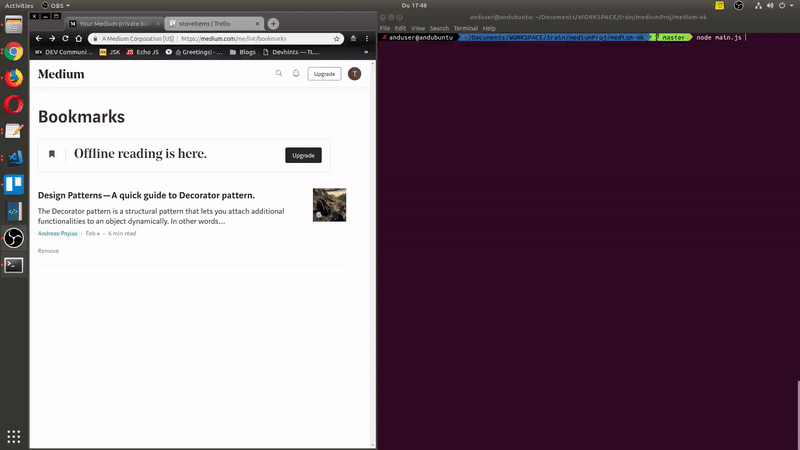 Activities
OBS
Du 17:48
Your Medium private b
storeitems | Trello
A Medium Corporation [US] | https://medium.com/me/list/bookmarks
DEV Communi…
JSK
Echo JS
Greetings! – …
Blogs
Devhints — TL…
Medium
Upgrade
T
Bookmarks
Offline reading is here.
Upgrade
Design Patterns — A quick guide to Decorator pattern.
The Decorator pattern is a structural pattern that lets you attach additional
functionalities to an object dynamically. In other words…
Feb 4 · 6 min read
Remove
anduser@andubuntu: ~/Documents/WORKSPACE/train/mediumProj/medium-ok
File Edit View Search Terminal Help
anduser@andubuntu ~/Documents/WORKSPACE/train/mediumProj/medium-ok master node main.js